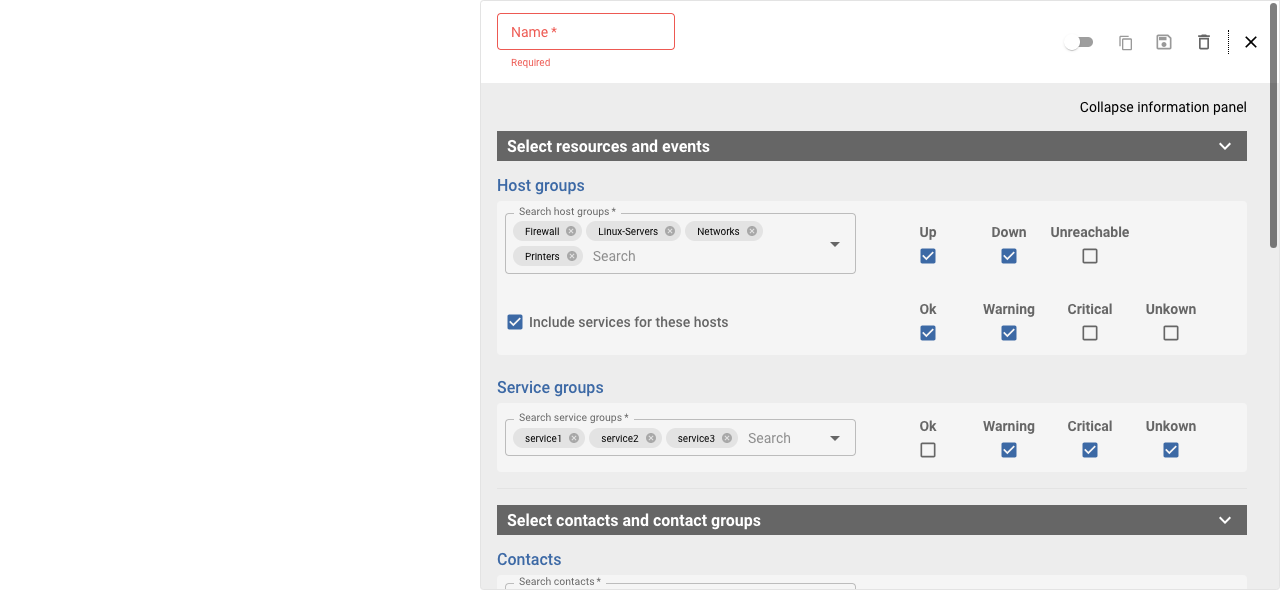 Name *
Required
Collapse information panel
Select resources and events
Host groups
Search host groups *
Firewall Linux-Servers Networks
Printers Search
Up Down Unreachable
Include services for these hosts
Ok Warning Critical Unkown
Service groups
Search service groups *
service1 service2 service3 Search
Ok Warning Critical Unkown
Select contacts and contact groups
Contacts
Search contacts *